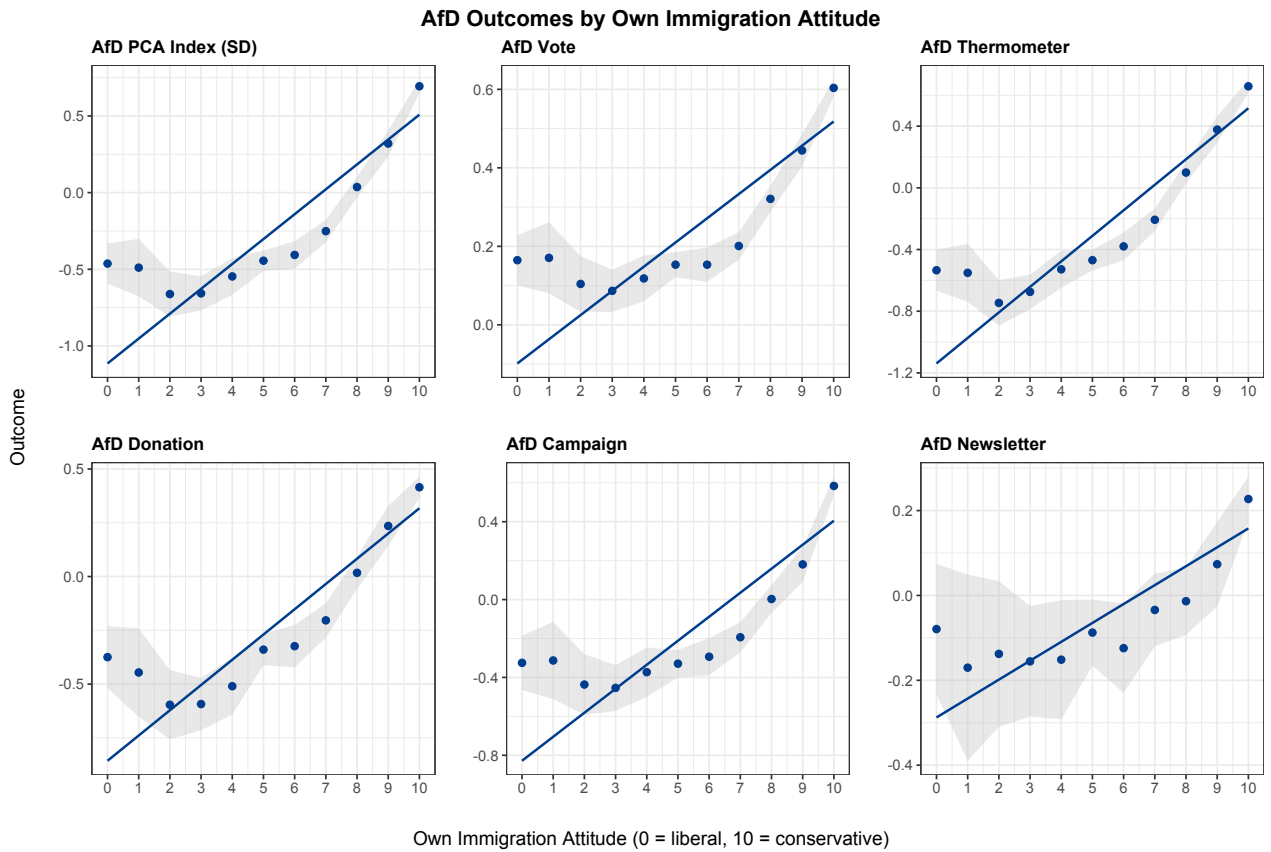 AfD Outcomes by Own Immigration Attitude
AfD PCA Index (SD)
0.5
0.0
-0.5
-1.0
0 1 2 3 4 5 6 7 8 9 10
AfD Vote
0.6
0.4
0.2
0.0
0 1 2 3 4 5 6 7 8 9 10
AfD Thermometer
0.4
0.0
-0.4
-0.8
-1.2
0 1 2 3 4 5 6 7 8 9 10
Outcome
AfD Donation
0.5
0.0
-0.5
0 1 2 3 4 5 6 7 8 9 10
AfD Campaign
0.4
0.0
-0.4
-0.8
0 1 2 3 4 5 6 7 8 9 10
AfD Newsletter
0.2
0.0
-0.2
-0.4
0 1 2 3 4 5 6 7 8 9 10
Own Immigration Attitude (0 = liberal, 10 = conservative)